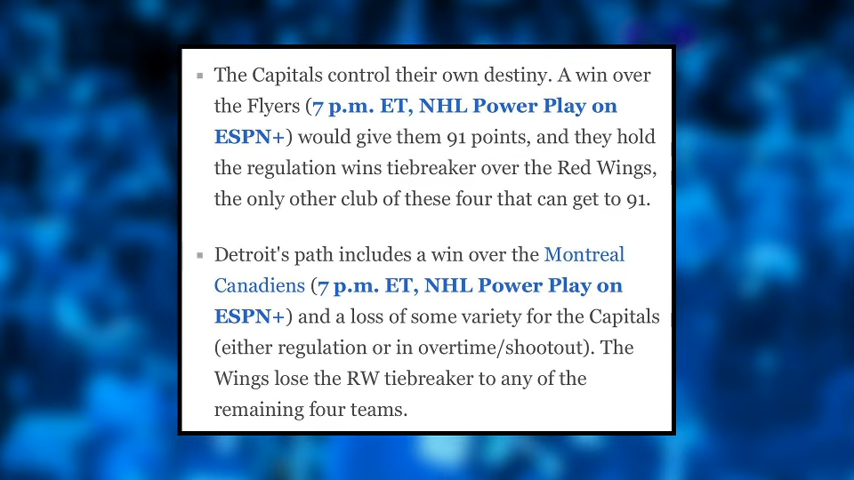 The Capitals control their own destiny. A win over
the Flyers (7 p.m. ET, NHL Power Play on
ESPN+) would give them 91 points, and they hold
the regulation wins tiebreaker over the Red Wings,
the only other club of these four that can get to 91.
Detroit's path includes a win over the Montreal
Canadiens (7 p.m. ET, NHL Power Play on
ESPN+) and a loss of some variety for the Capitals
(either regulation or in overtime/shootout). The
Wings lose the RW tiebreaker to any of the
remaining four teams.